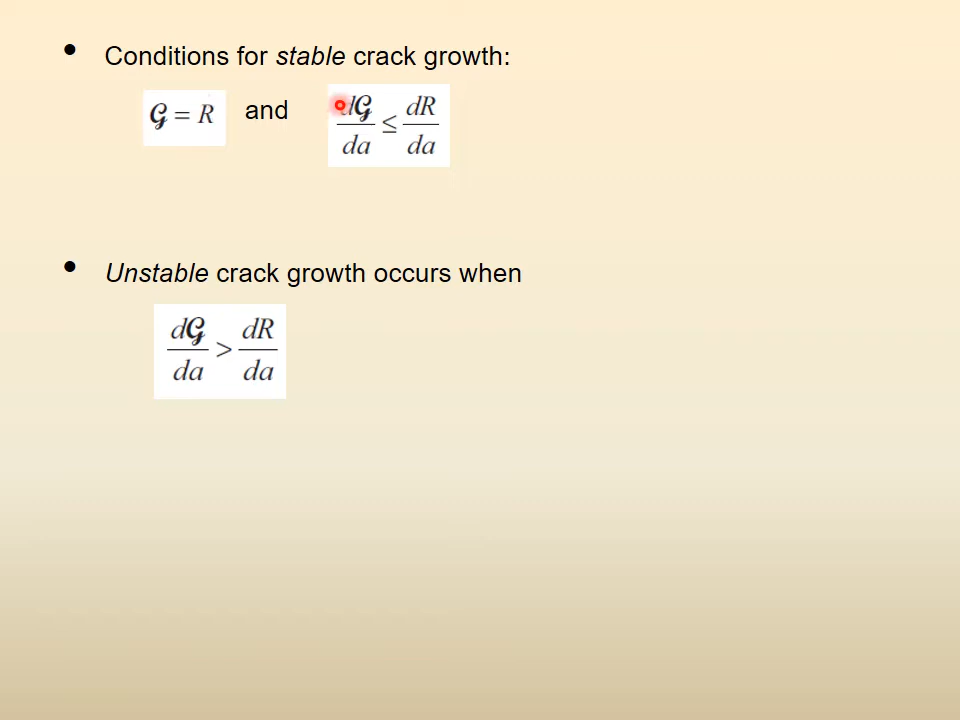 • Conditions for stable crack growth:
𝒢 = R and d𝒢/da ≤ dR/da
• Unstable crack growth occurs when
d𝒢/da > dR/da